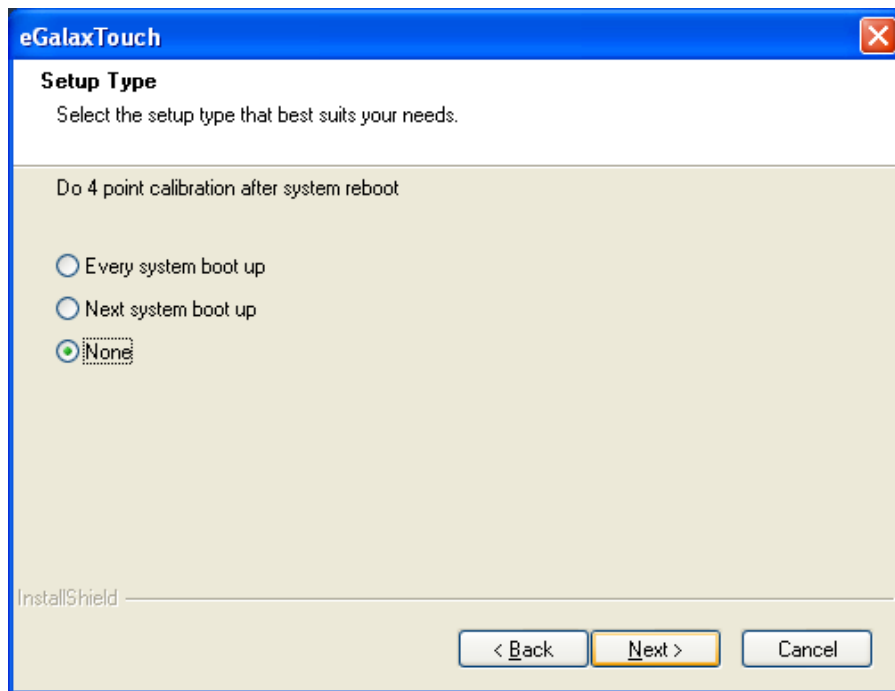 eGalaxTouch
Setup Type
Select the setup type that best suits your needs.
Do 4 point calibration after system reboot
Every system boot up
Next system boot up
None
InstallShield
< Back Next > Cancel